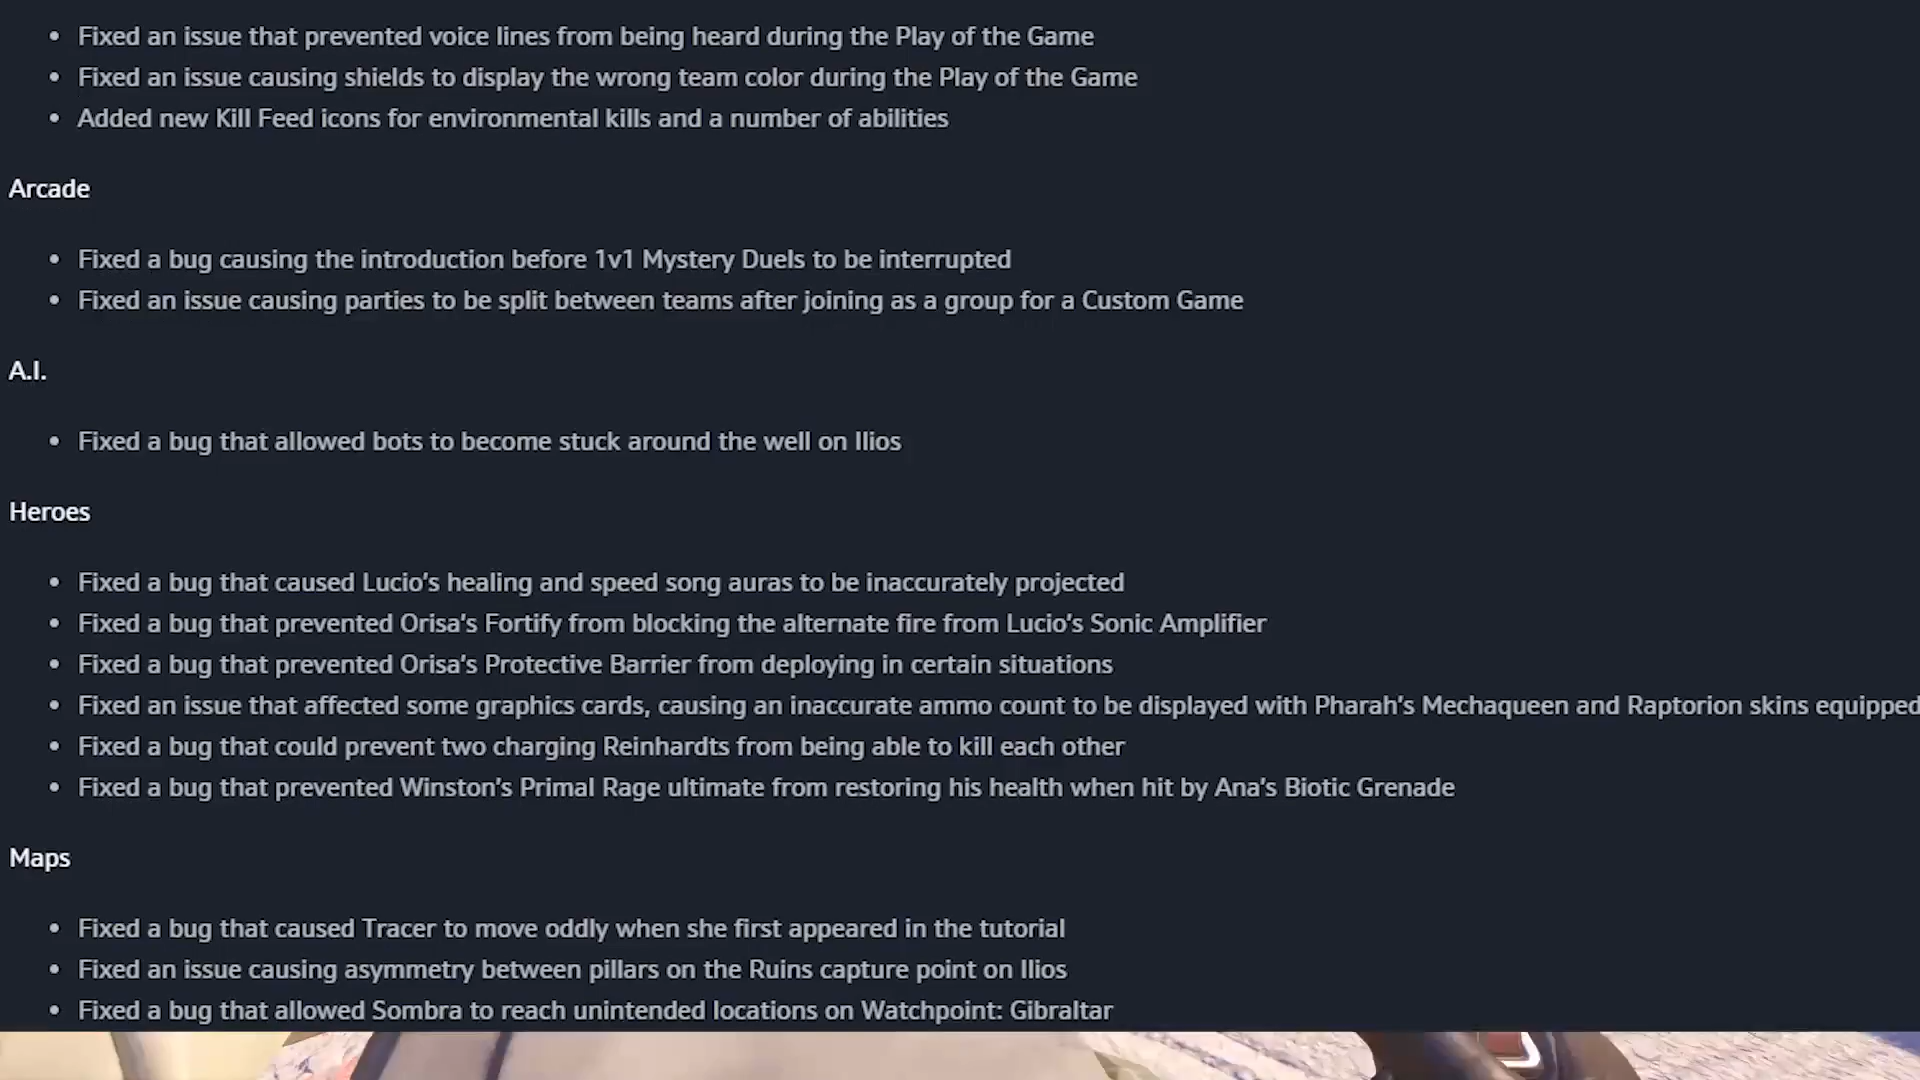 Fixed an issue that prevented voice lines from being heard during the Play of the Game
Fixed an issue causing shields to display the wrong team color during the Play of the Game
Added new Kill Feed icons for environmental kills and a number of abilities
Arcade
Fixed a bug causing the introduction before 1v1 Mystery Duels to be interrupted
Fixed an issue causing parties to be split between teams after joining as a group for a Custom Game
A.I.
Fixed a bug that allowed bots to become stuck around the well on Ilios
Heroes
Fixed a bug that caused Lucio’s healing and speed song auras to be inaccurately projected
Fixed a bug that prevented Orisa’s Fortify from blocking the alternate fire from Lucio’s Sonic Amplifier
Fixed a bug that prevented Orisa’s Protective Barrier from deploying in certain situations
Fixed an issue that affected some graphics cards, causing an inaccurate ammo count to be displayed with Pharah’s Mechaqueen and Raptorion skins equipped
Fixed a bug that could prevent two charging Reinhardts from being able to kill each other
Fixed a bug that prevented Winston’s Primal Rage ultimate from restoring his health when hit by Ana’s Biotic Grenade
Maps
Fixed a bug that caused Tracer to move oddly when she first appeared in the tutorial
Fixed an issue causing asymmetry between pillars on the Ruins capture point on Ilios
Fixed a bug that allowed Sombra to reach unintended locations on Watchpoint: Gibraltar